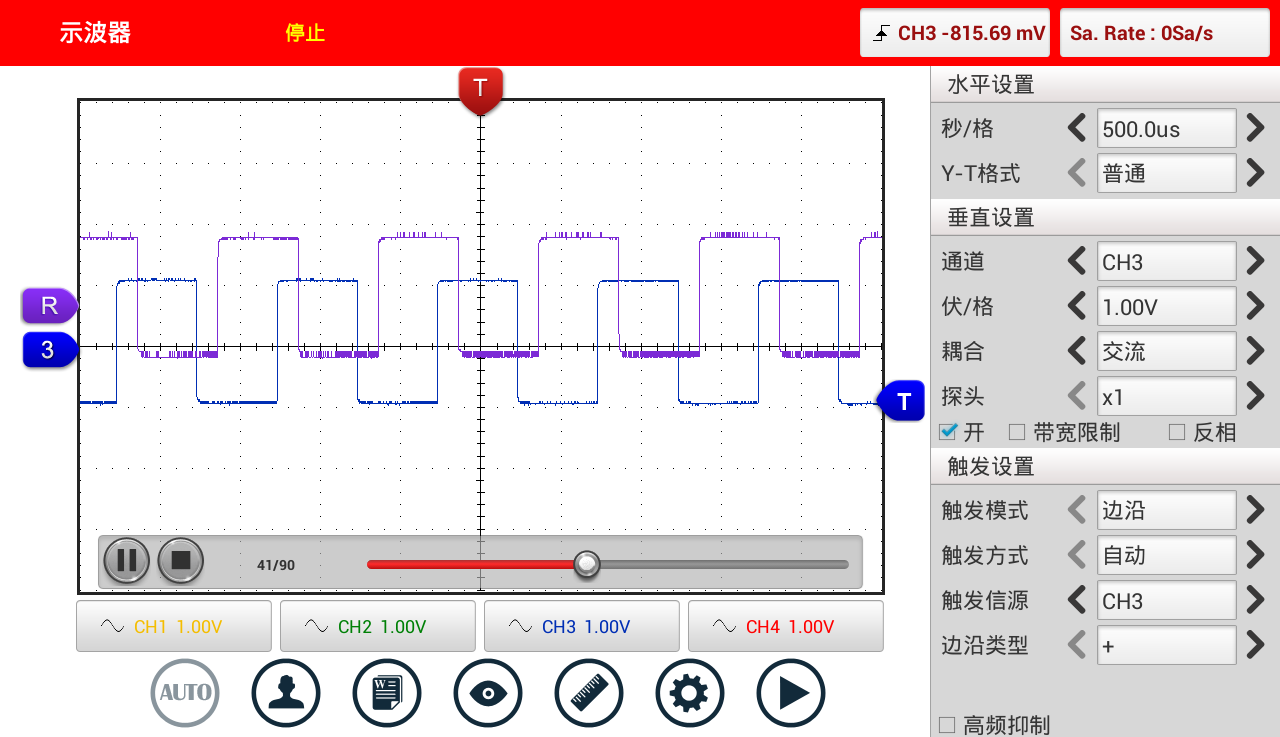 示波器
停止
CH3 -815.69 mV
Sa. Rate : 0Sa/s
T
R
3
T
41/90
CH1 1.00V
CH2 1.00V
CH3 1.00V
CH4 1.00V
AUTO
W
水平设置
秒/格 500.0us
Y-T格式 普通
垂直设置
通道 CH3
伏/格 1.00V
耦合 交流
探头 x1
开 带宽限制 反相
触发设置
触发模式 边沿
触发方式 自动
触发信源 CH3
边沿类型 +
高频抑制